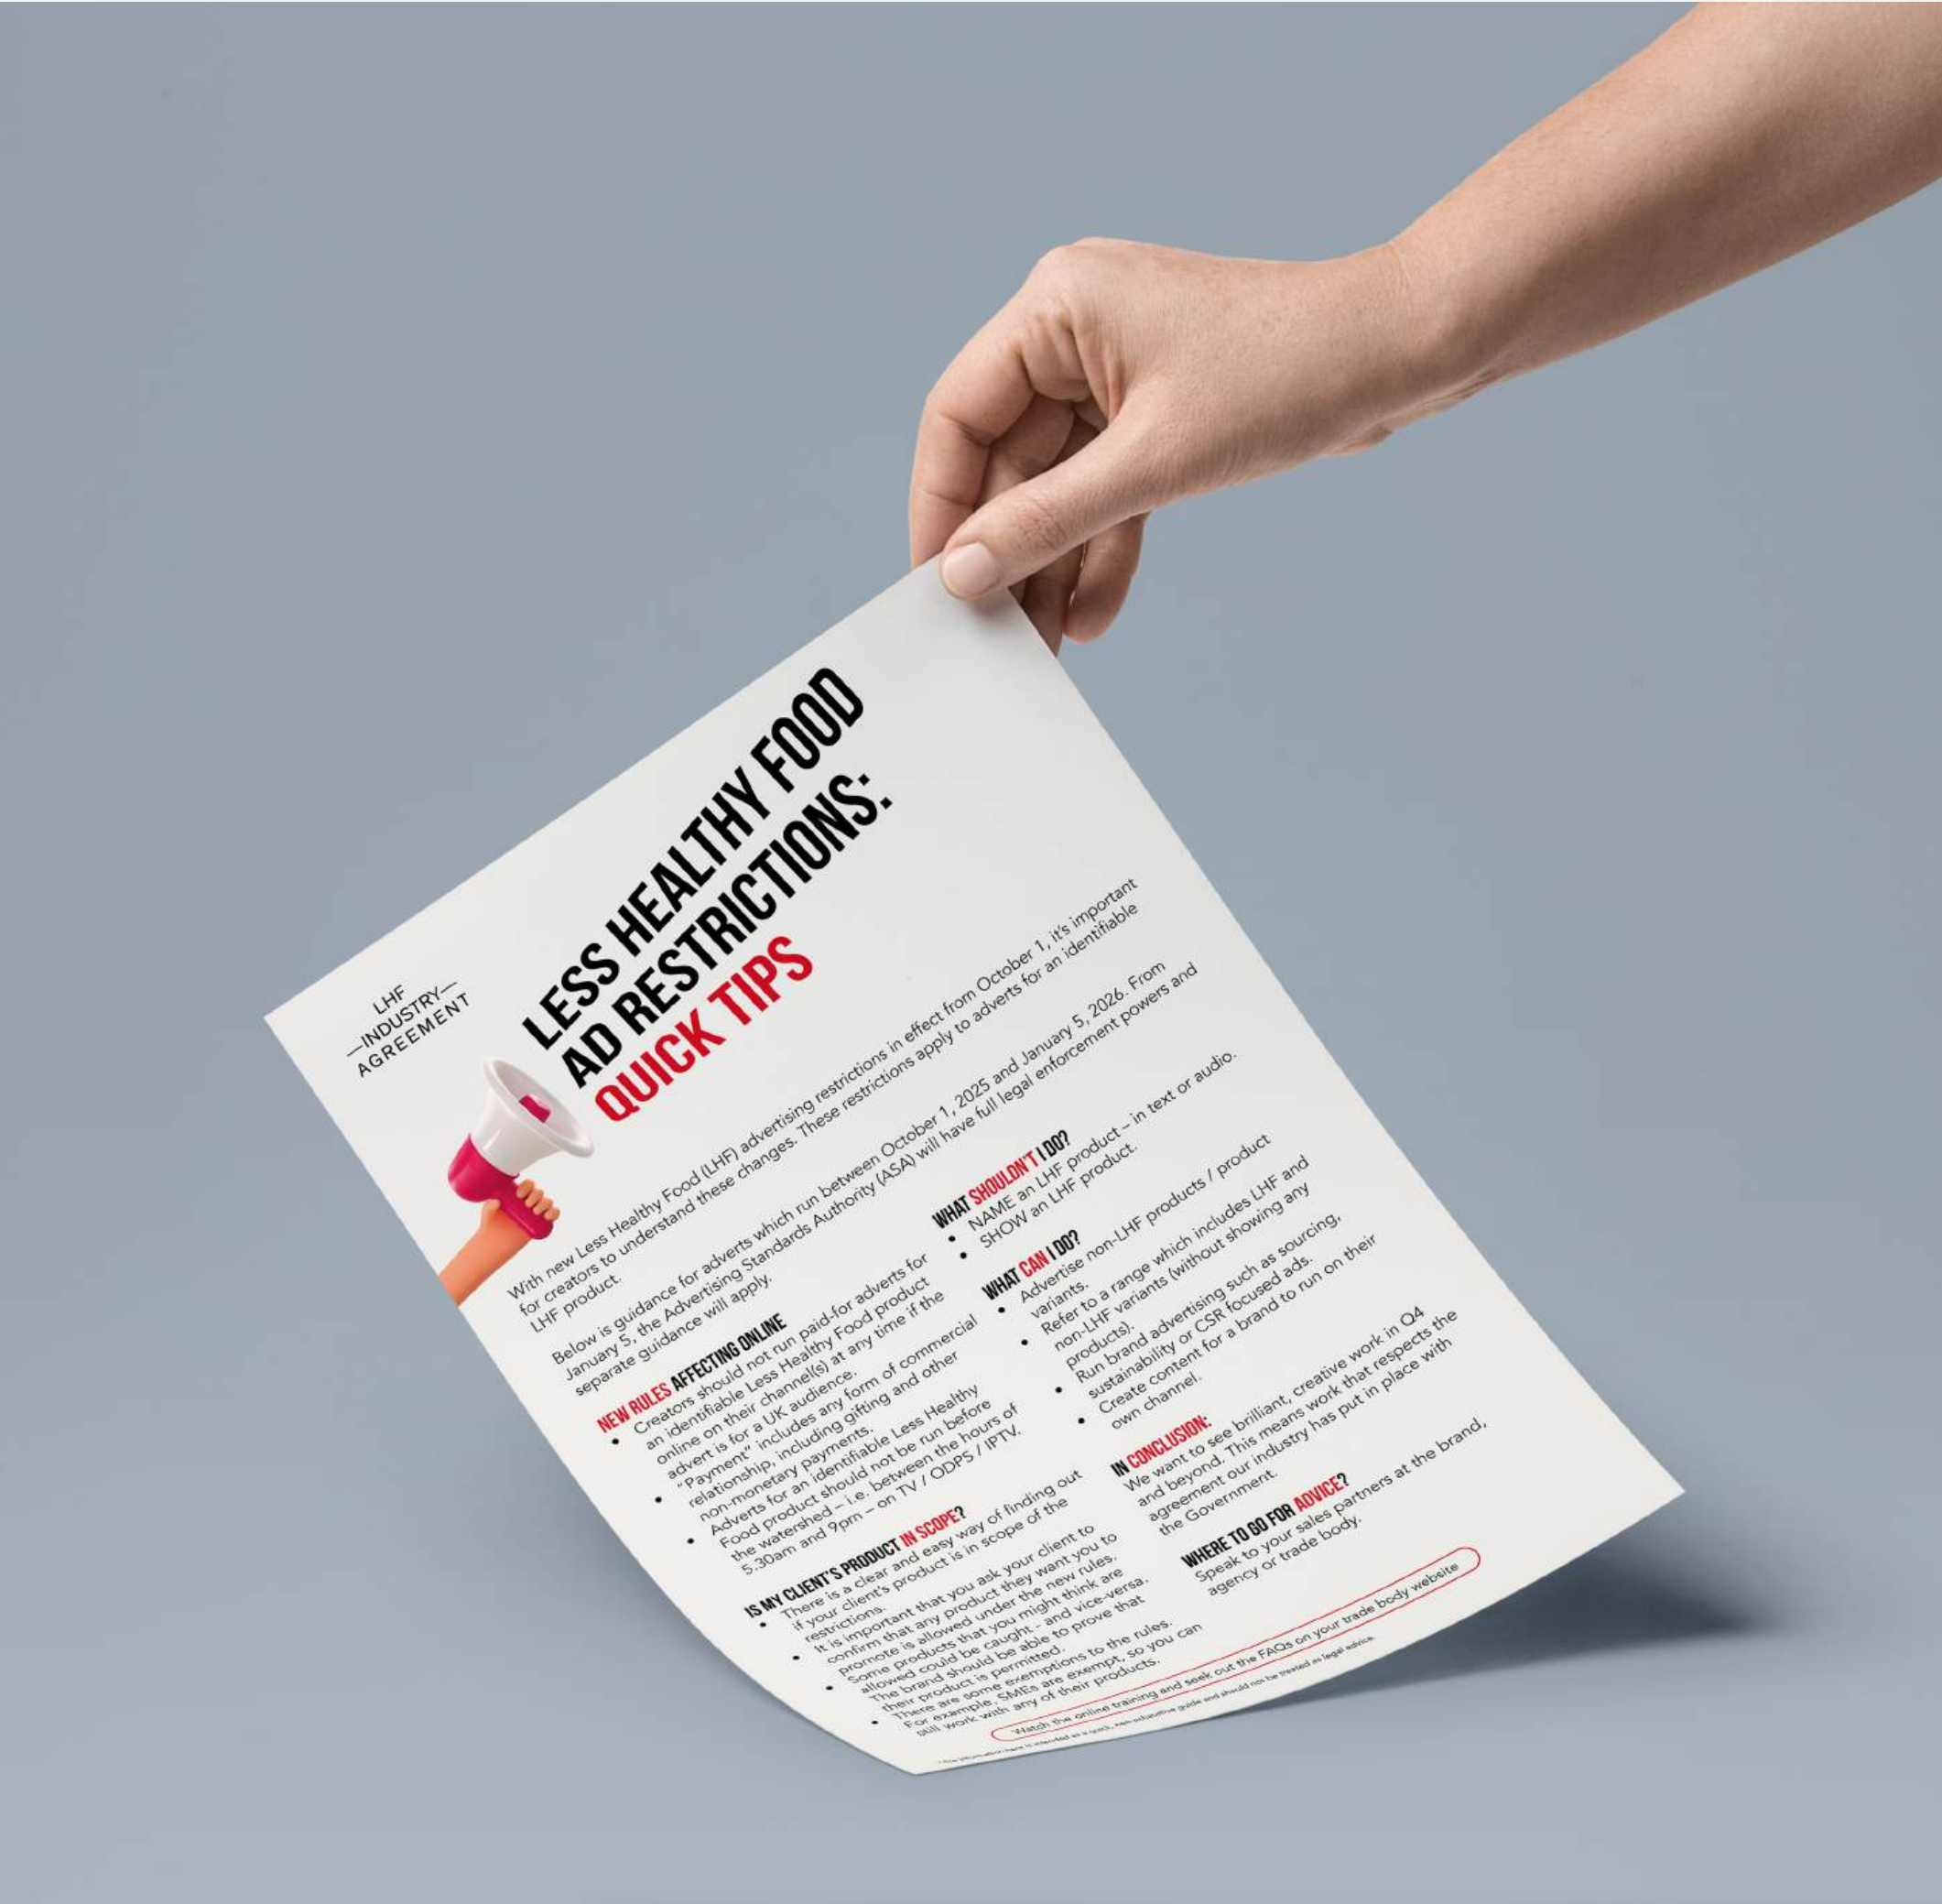 LHF
—INDUSTRY—
AGREEMENT
LESS HEALTHY FOOD
AD RESTRICTIONS:
QUICK TIPS
With new Less Healthy Food (LHF) advertising restrictions in effect from October 1, it's important
for creators to understand these changes. These restrictions apply to adverts for an identifiable
LHF product.
Below is guidance for adverts which run between October 1, 2025 and January 5, 2026. From
January 5, the Advertising Standards Authority (ASA) will have full legal enforcement powers and
separate guidance will apply.
NEW RULES AFFECTING ONLINE
• Creators should not run paid-for adverts for
an identifiable Less Healthy Food product
online on their channel(s) at any time if the
advert is for a UK audience.
• "Payment" includes any form of commercial
relationship, including gifting and other
non-monetary payments.
• Adverts for an identifiable Less Healthy
Food product should not be run before
the watershed – i.e. between the hours of
5.30am and 9pm – on TV / ODPS / IPTV.
IS MY CLIENT'S PRODUCT IN SCOPE?
• There is a clear and easy way of finding out
if your client's product is in scope of the
restrictions.
• It is important that you ask your client to
confirm that any product they want you to
promote is allowed under the new rules.
• Some products that you might think are
allowed could be caught - and vice-versa.
The brand should be able to prove that
their product is permitted.
• There are some exemptions to the rules.
For example, SMEs are exempt, so you can
still work with any of their products.
WHAT SHOULDN'T I DO?
• NAME an LHF product – in text or audio.
• SHOW an LHF product.
WHAT CAN I DO?
• Advertise non-LHF products / product
variants.
• Refer to a range which includes LHF and
non-LHF variants (without showing any
products).
• Run brand advertising such as sourcing,
sustainability or CSR focused ads.
• Create content for a brand to run on their
own channel.
IN CONCLUSION:
We want to see brilliant, creative work in Q4
and beyond. This means work that respects the
agreement our industry has put in place with
the Government.
WHERE TO GO FOR ADVICE?
Speak to your sales partners at the brand,
agency or trade body.
Watch the online training and seek out the FAQs on your trade body website
The information here is intended as a quick, non-exhaustive guide and should not be treated as legal advice.